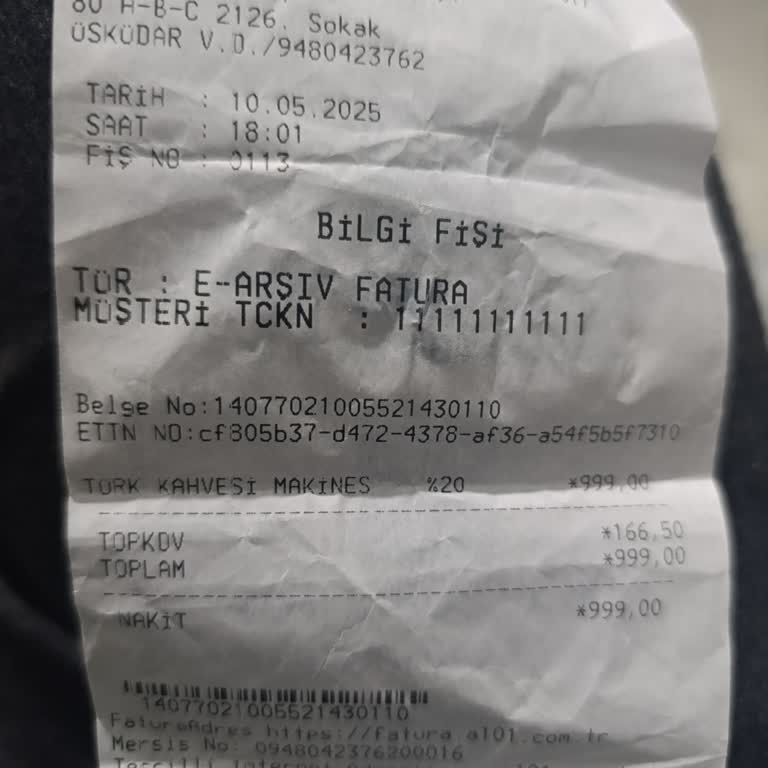 80 A-B-C 2126. Sokak
ÜSKÜDAR V.D./9480423762
TARİH : 10.05.2025
SAAT : 18:01
FİŞ NO : 0113
BİLGİ FİŞİ
TÜR : E-ARŞİV FATURA
MÜŞTERİ TCKN : 11111111111
Belge No:14077021005521430110
ETTN NO:cf805b37-d472-4378-af36-a54f5b5f7310
TÜRK KAHVESİ MAKİNES %20 *999,00
TOPKDV *166,50
TOPLAM *999,00
NAKİT *999,00
14077021005521430110
FaturaAdres https://fatura.a101.com.tr
Mersis No: 0948042376200016
Tescilli İnternet